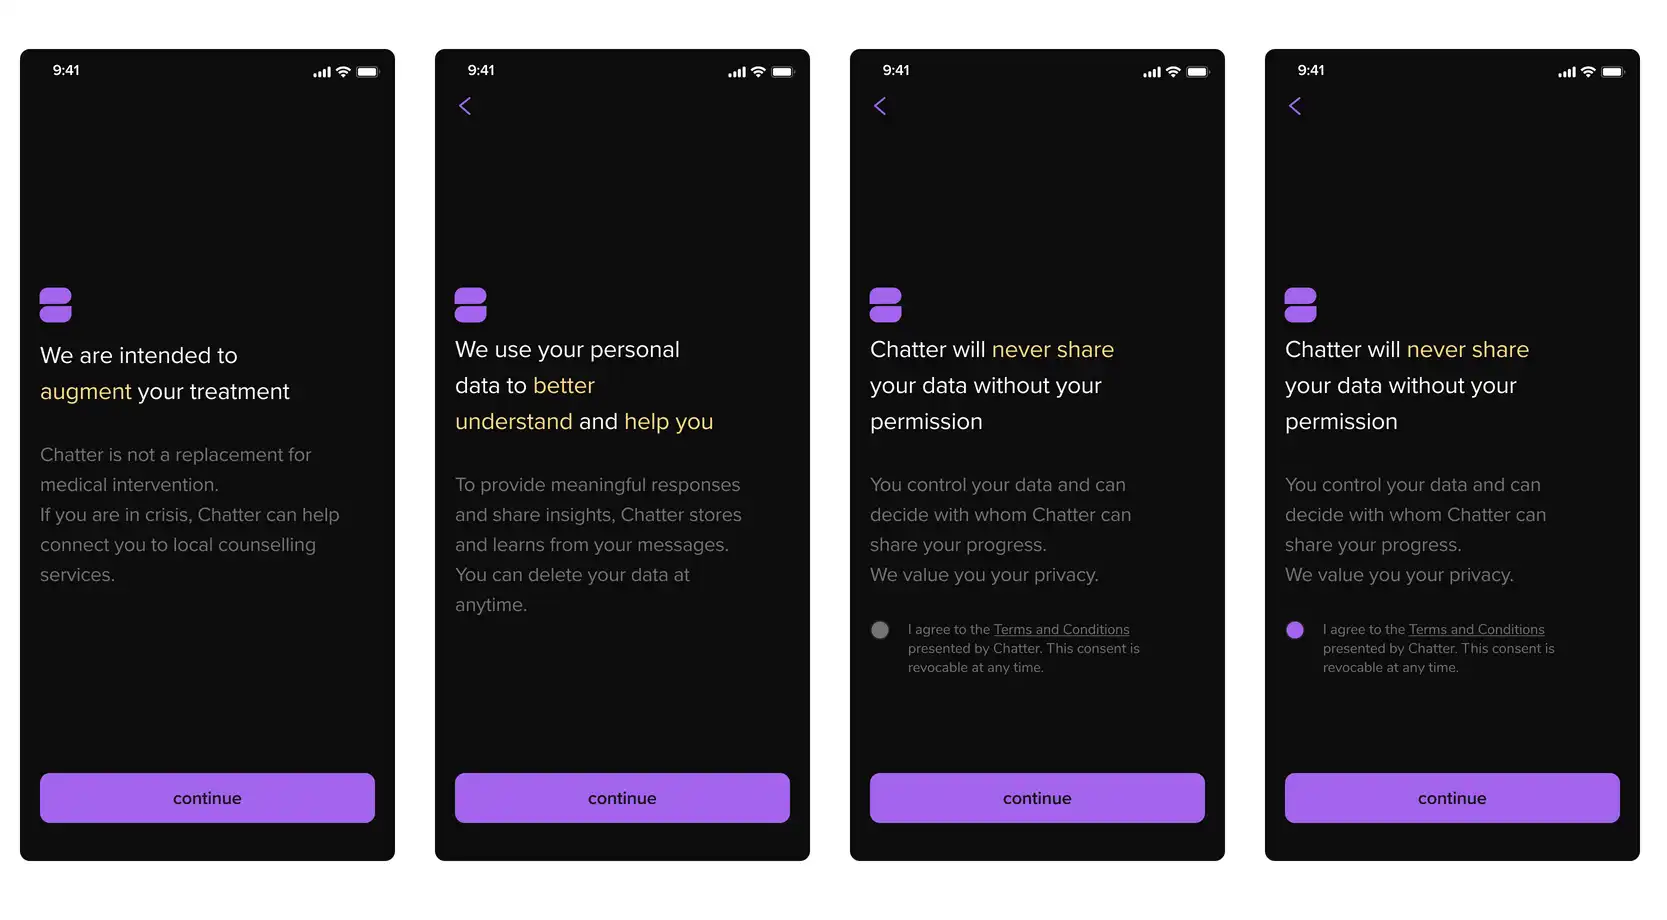 9:41
We are intended to
augment your treatment
Chatter is not a replacement for
medical intervention.
If you are in crisis, Chatter can help
connect you to local counselling
services.
continue
9:41
We use your personal
data to better
understand and help you
To provide meaningful responses
and share insights, Chatter stores
and learns from your messages.
You can delete your data at
anytime.
continue
9:41
Chatter will never share
your data without your
permission
You control your data and can
decide with whom Chatter can
share your progress.
We value you your privacy.
I agree to the Terms and Conditions
presented by Chatter. This consent is
revocable at any time.
continue
9:41
Chatter will never share
your data without your
permission
You control your data and can
decide with whom Chatter can
share your progress.
We value you your privacy.
I agree to the Terms and Conditions
presented by Chatter. This consent is
revocable at any time.
continue